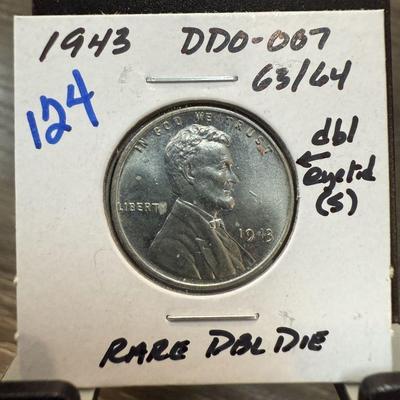 1943 DDO-007
63/64
124
dbl
eyelid
(s)
IN GOD WE TRUST
LIBERTY
1943
RARE DBL DIE